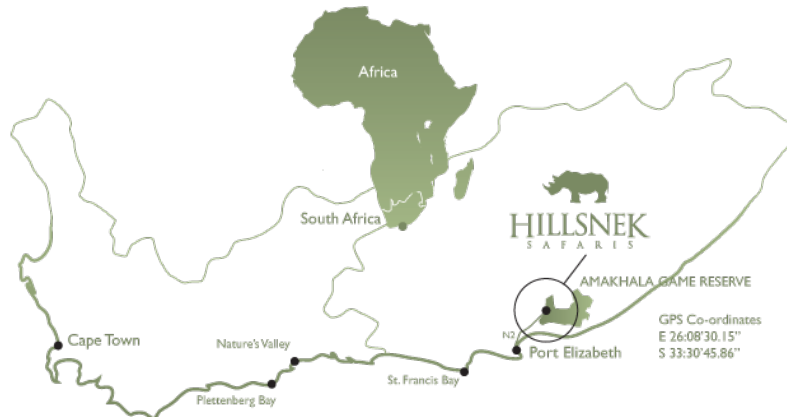 Africa
South Africa
HILLSNEK
SAFARIS
AMAKHALA GAME RESERVE
GPS Co-ordinates
E 26:08'30.15"
S 33:30'45.86"
N2
Cape Town
Nature's Valley
Port Elizabeth
St. Francis Bay
Plettenberg Bay